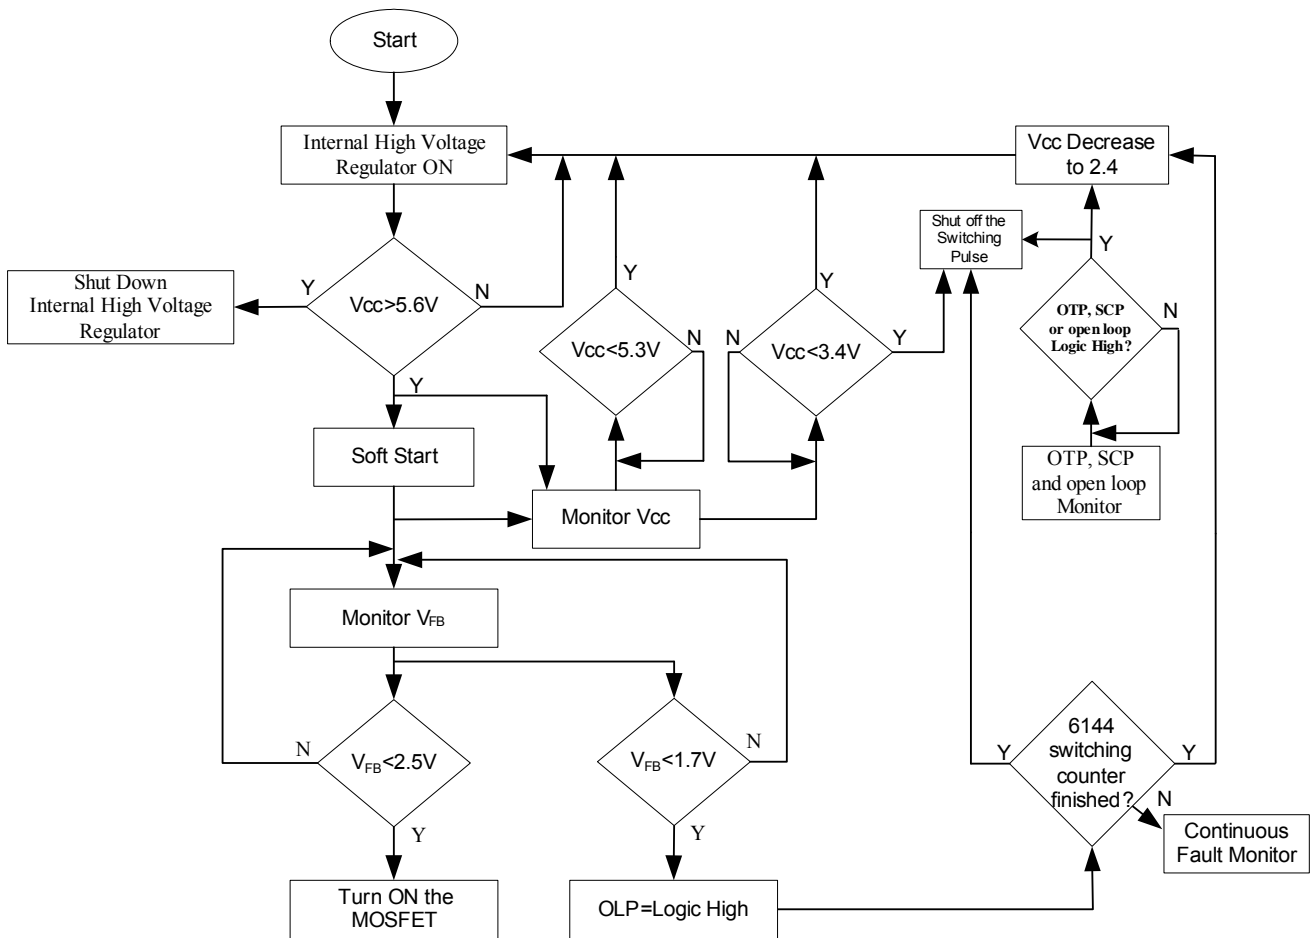 Start
Internal High Voltage
Regulator ON
Vcc Decrease
to 2.4
Shut off the
Switching
Pulse
Y
Shut Down
Internal High Voltage
Regulator
Y
Vcc>5.6V
N
Y
Vcc<5.3V
N
Y
N
Vcc<3.4V
Y
OTP, SCP
or open loop
Logic High?
N
Y
Soft Start
Monitor Vcc
OTP, SCP
and open loop
Monitor
Monitor VFB
N
VFB<2.5V
Y
VFB<1.7V
N
Y
Y
6144
switching
counter
finished?
Y
N
Continuous
Fault Monitor
Turn ON the
MOSFET
OLP=Logic High